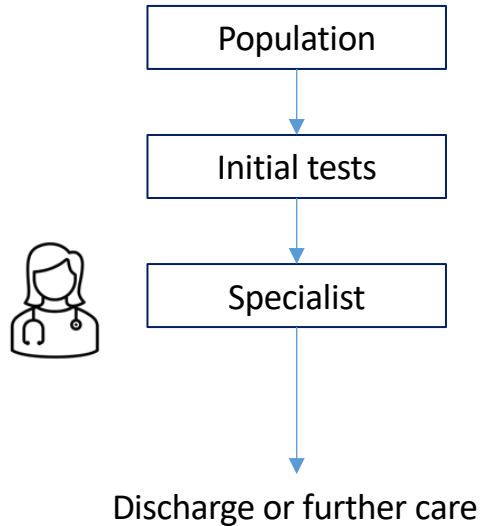 Population
Initial tests
Specialist
Discharge or further care